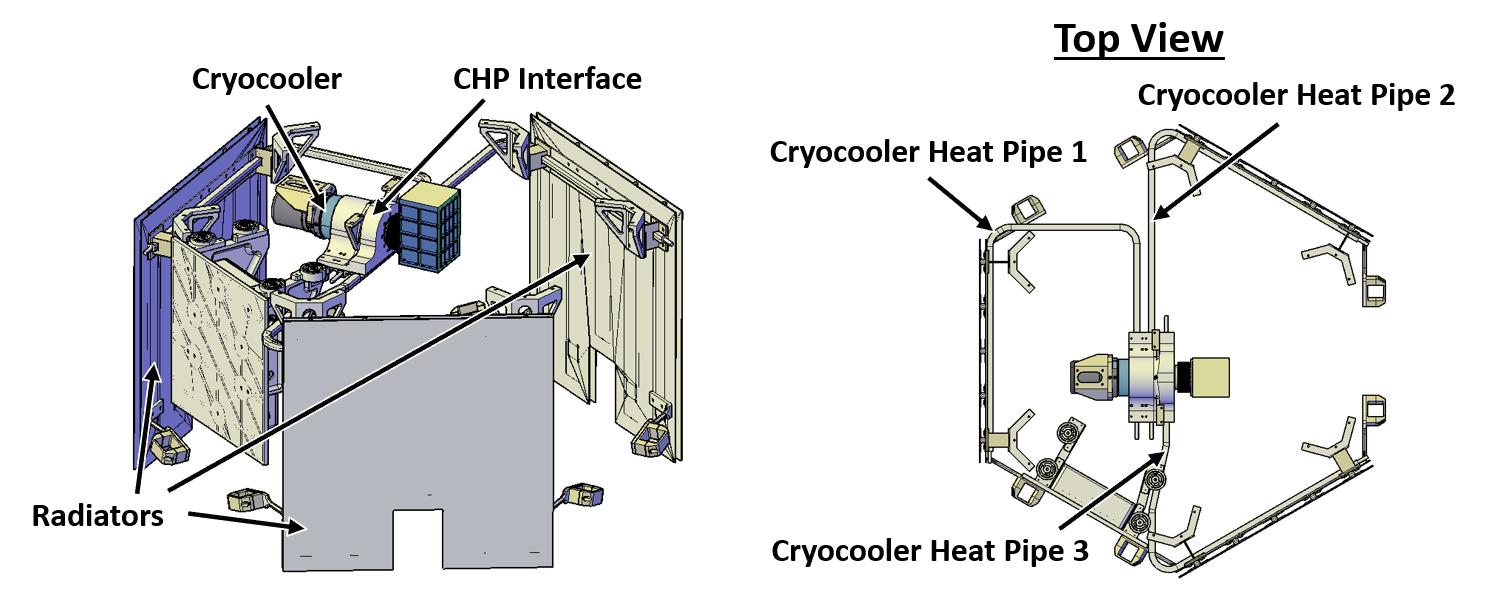 Top View
Cryocooler
CHP Interface
Cryocooler Heat Pipe 2
Cryocooler Heat Pipe 1
Radiators
Cryocooler Heat Pipe 3